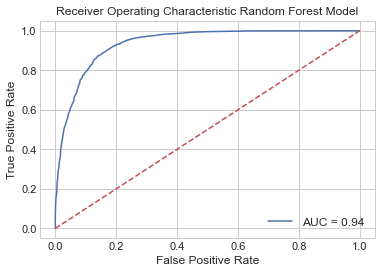 Receiver Operating Characteristic Random Forest Model
True Positive Rate
1.0
0.8
0.6
0.4
0.2
0.0
AUC = 0.94
0.0 0.2 0.4 0.6 0.8 1.0
False Positive Rate